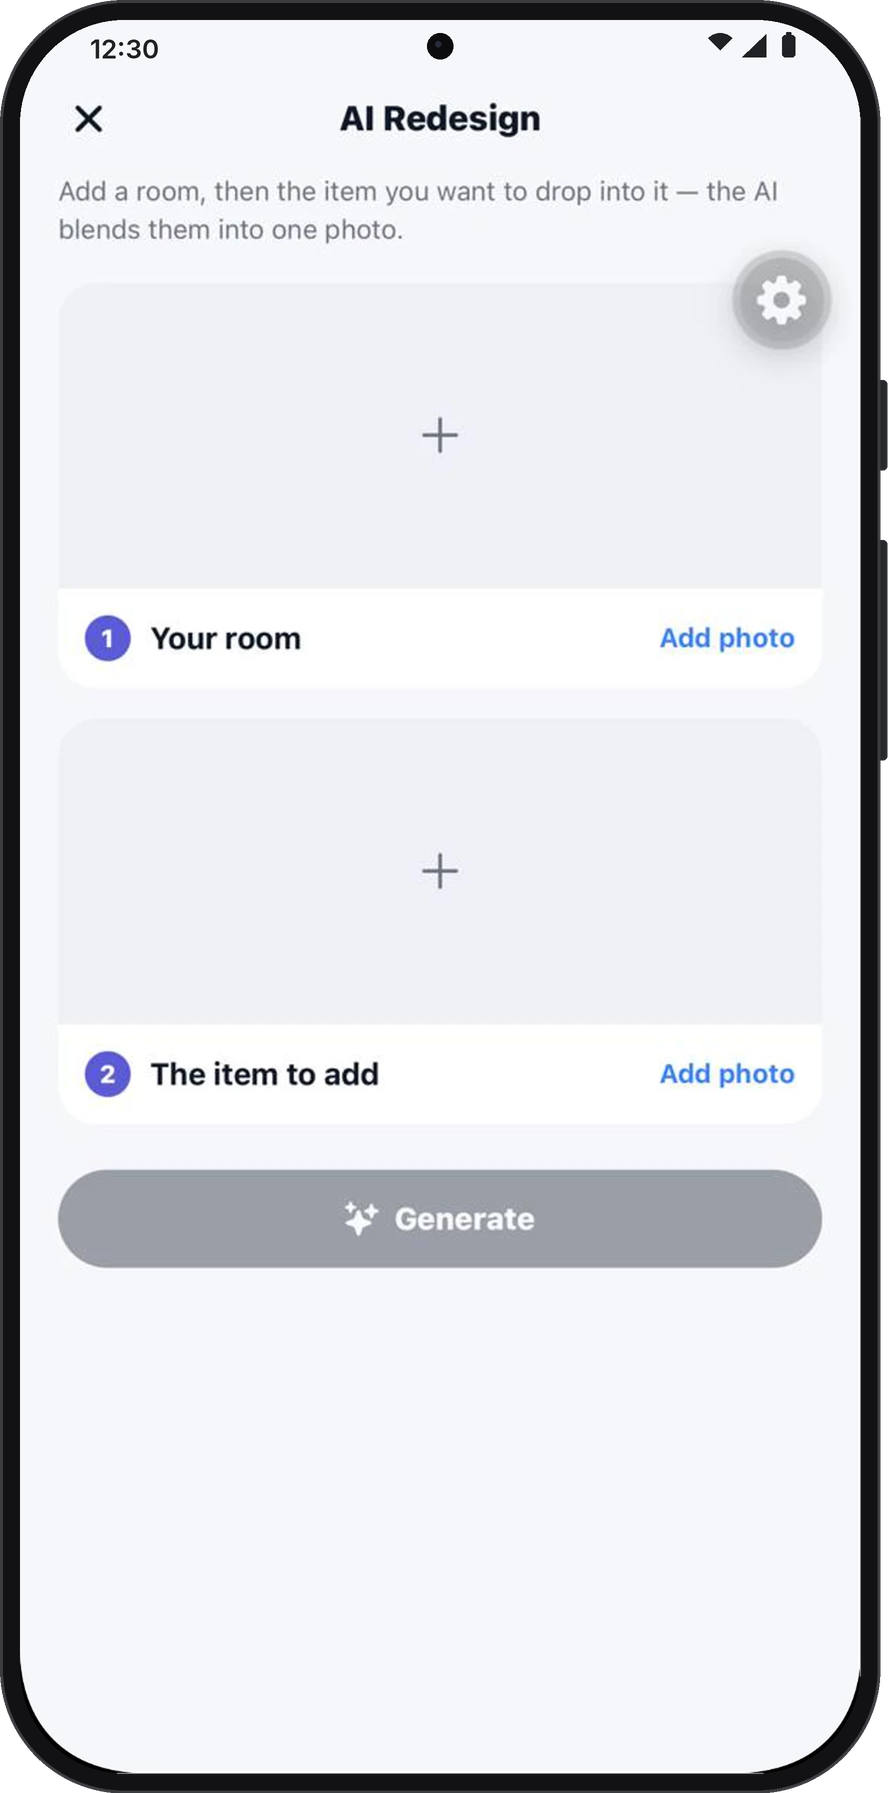 12:30
AI Redesign
Add a room, then the item you want to drop into it — the AI
blends them into one photo.
1 Your room Add photo
2 The item to add Add photo
Generate